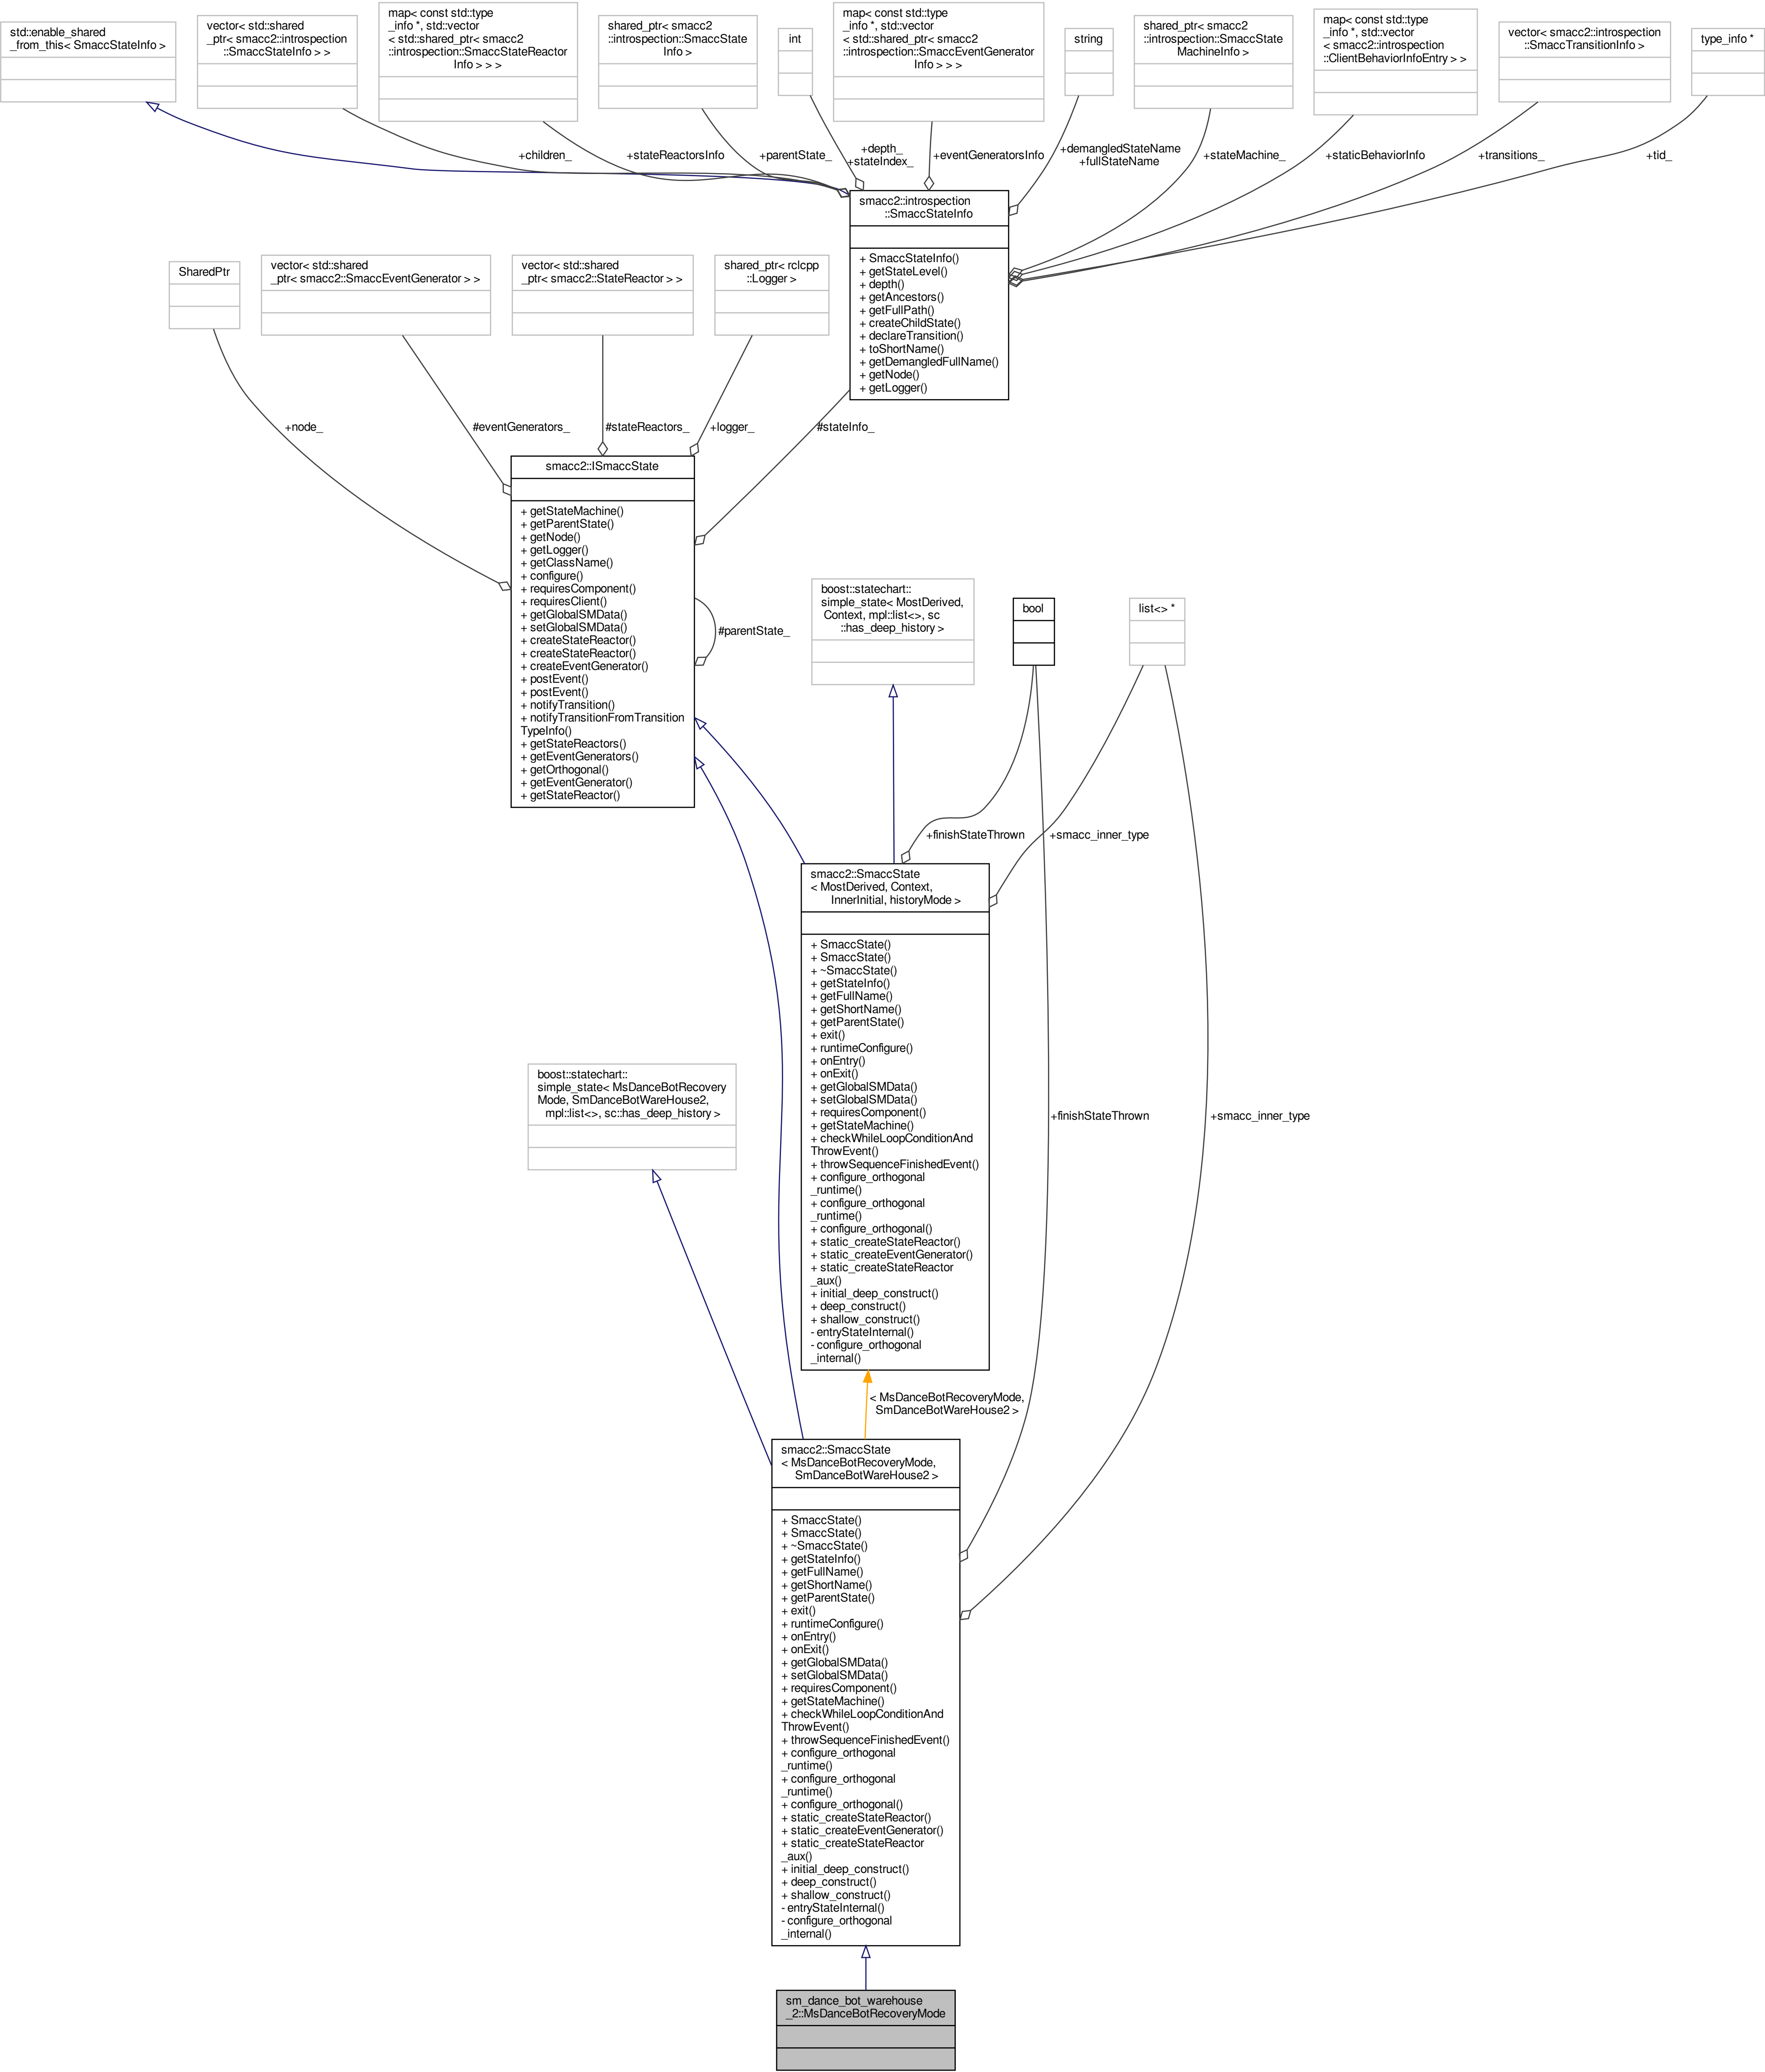 std::enable_shared
_from_this< SmaccStateInfo >
vector< std::shared
_ptr< smacc2::introspection
::SmaccStateInfo > >
map< const std::type
_info *, std::vector
< std::shared_ptr< smacc2
::introspection::SmaccStateReactor
Info > > >
shared_ptr< smacc2
::introspection::SmaccState
Info >
int
map< const std::type
_info *, std::vector
< std::shared_ptr< smacc2
::introspection::SmaccEventGenerator
Info > > >
string
shared_ptr< smacc2
::introspection::SmaccState
MachineInfo >
map< const std::type
_info *, std::vector
< smacc2::introspection
::ClientBehaviorInfoEntry > >
vector< smacc2::introspection
::SmaccTransitionInfo >
type_info *
+children_
+stateReactorsInfo
+parentState_
+depth_
+stateIndex_
+eventGeneratorsInfo
+demangledStateName
+fullStateName
+stateMachine_
+staticBehaviorInfo
+transitions_
+tid_
smacc2::introspection
::SmaccStateInfo
+ SmaccStateInfo()
+ getStateLevel()
+ depth()
+ getAncestors()
+ getFullPath()
+ createChildState()
+ declareTransition()
+ toShortName()
+ getDemangledFullName()
+ getNode()
+ getLogger()
SharedPtr
vector< std::shared
_ptr< smacc2::SmaccEventGenerator > >
vector< std::shared
_ptr< smacc2::StateReactor > >
shared_ptr< rclcpp
::Logger >
+node_
#eventGenerators_
#stateReactors_
+logger_
#stateInfo_
smacc2::ISmaccState
+ getStateMachine()
+ getParentState()
+ getNode()
+ getLogger()
+ getClassName()
+ configure()
+ requiresComponent()
+ requiresClient()
+ getGlobalSMData()
+ setGlobalSMData()
+ createStateReactor()
+ createStateReactor()
+ createEventGenerator()
+ postEvent()
+ postEvent()
+ notifyTransition()
+ notifyTransitionFromTransition
TypeInfo()
+ getStateReactors()
+ getEventGenerators()
+ getOrthogonal()
+ getEventGenerator()
+ getStateReactor()
#parentState_
boost::statechart::
simple_state< MostDerived,
Context, mpl::list<>, sc
::has_deep_history >
bool
list<> *
+finishStateThrown
+smacc_inner_type
smacc2::SmaccState
< MostDerived, Context,
InnerInitial, historyMode >
+ SmaccState()
+ SmaccState()
+ ~SmaccState()
+ getStateInfo()
+ getFullName()
+ getShortName()
+ getParentState()
+ exit()
+ runtimeConfigure()
+ onEntry()
+ onExit()
+ getGlobalSMData()
+ setGlobalSMData()
+ requiresComponent()
+ getStateMachine()
+ checkWhileLoopConditionAnd
ThrowEvent()
+ throwSequenceFinishedEvent()
+ configure_orthogonal
_runtime()
+ configure_orthogonal
_runtime()
+ configure_orthogonal()
+ static_createStateReactor()
+ static_createEventGenerator()
+ static_createStateReactor
_aux()
+ initial_deep_construct()
+ deep_construct()
+ shallow_construct()
- entryStateInternal()
- configure_orthogonal
_internal()
boost::statechart::
simple_state< MsDanceBotRecovery
Mode, SmDanceBotWareHouse2,
mpl::list<>, sc::has_deep_history >
+finishStateThrown
+smacc_inner_type
< MsDanceBotRecoveryMode,
SmDanceBotWareHouse2 >
smacc2::SmaccState
< MsDanceBotRecoveryMode,
SmDanceBotWareHouse2 >
+ SmaccState()
+ SmaccState()
+ ~SmaccState()
+ getStateInfo()
+ getFullName()
+ getShortName()
+ getParentState()
+ exit()
+ runtimeConfigure()
+ onEntry()
+ onExit()
+ getGlobalSMData()
+ setGlobalSMData()
+ requiresComponent()
+ getStateMachine()
+ checkWhileLoopConditionAnd
ThrowEvent()
+ throwSequenceFinishedEvent()
+ configure_orthogonal
_runtime()
+ configure_orthogonal
_runtime()
+ configure_orthogonal()
+ static_createStateReactor()
+ static_createEventGenerator()
+ static_createStateReactor
_aux()
+ initial_deep_construct()
+ deep_construct()
+ shallow_construct()
- entryStateInternal()
- configure_orthogonal
_internal()
sm_dance_bot_warehouse
_2::MsDanceBotRecoveryMode